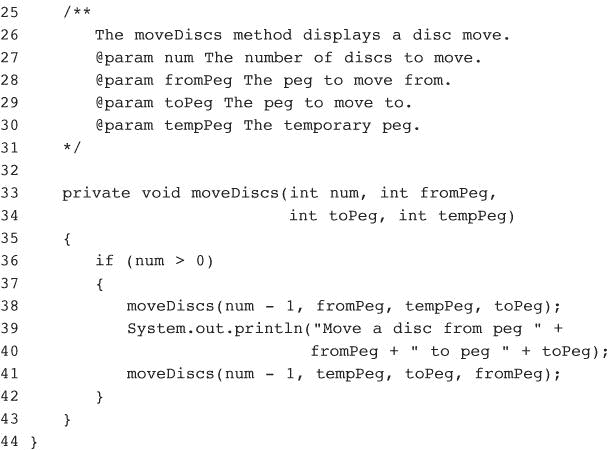 25    /**
26       The moveDiscs method displays a disc move.
27       @param num The number of discs to move.
28       @param fromPeg The peg to move from.
29       @param toPeg The peg to move to.
30       @param tempPeg The temporary peg.
31    */
32
33    private void moveDiscs(int num, int fromPeg,
34                           int toPeg, int tempPeg)
35    {
36       if (num > 0)
37       {
38          moveDiscs(num - 1, fromPeg, tempPeg, toPeg);
39          System.out.println("Move a disc from peg " +
40                             fromPeg + " to peg " + toPeg);
41          moveDiscs(num - 1, tempPeg, toPeg, fromPeg);
42       }
43    }
44 }